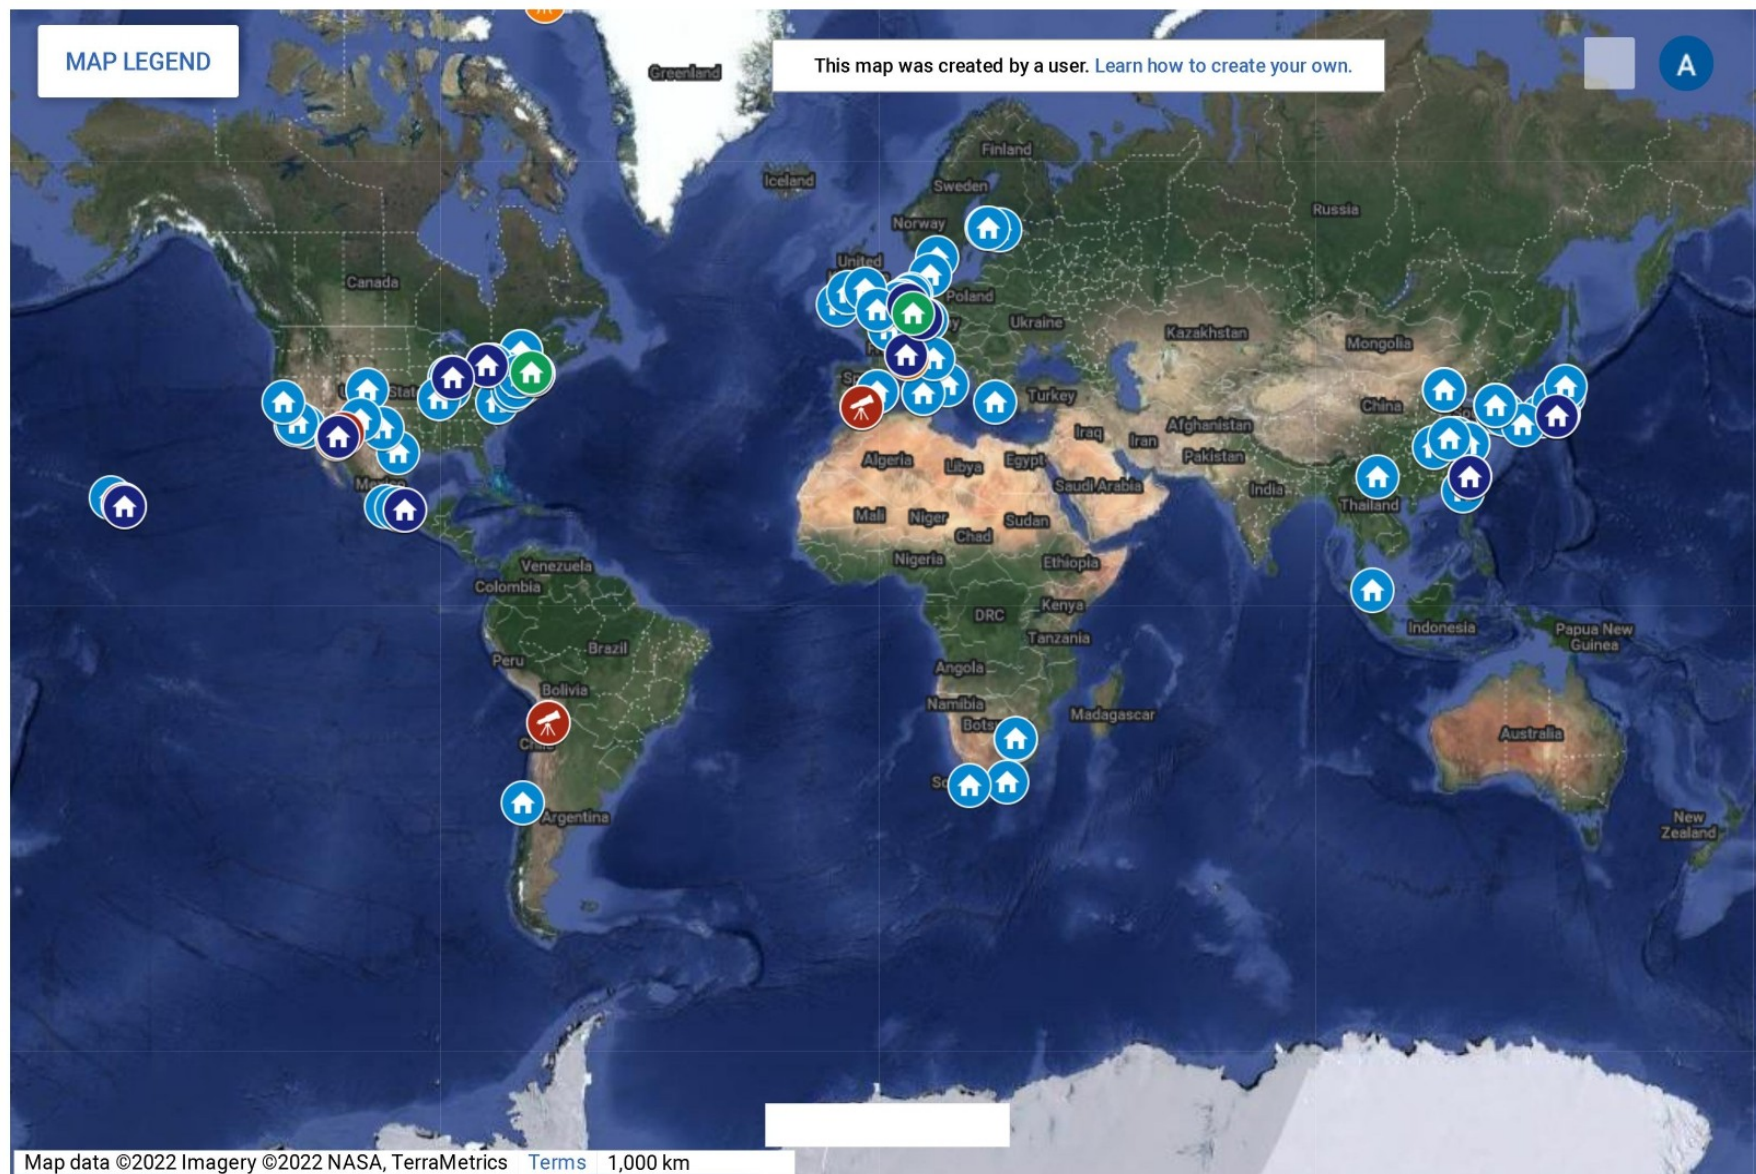 MAP LEGEND
This map was created by a user. Learn how to create your own.
A
Greenland
Finland
Iceland
Sweden
Russia
Norway
United
Canada
Poland
Ukraine
Kazakhstan
Mongolia
Turkey
China
Afghanistan
Iraq
Iran
Pakistan
Algeria
Libya
Egypt
Saudi Arabia
India
Mexico
Thailand
Mali
Niger
Sudan
Chad
Nigeria
Ethiopia
Venezuela
Colombia
DRC
Kenya
Indonesia
Papua New
Guinea
Tanzania
Brazil
Peru
Angola
Bolivia
Namibia
Madagascar
Australia
Argentina
New
Zealand
Map data ©2022 Imagery ©2022 NASA, TerraMetrics Terms 1,000 km